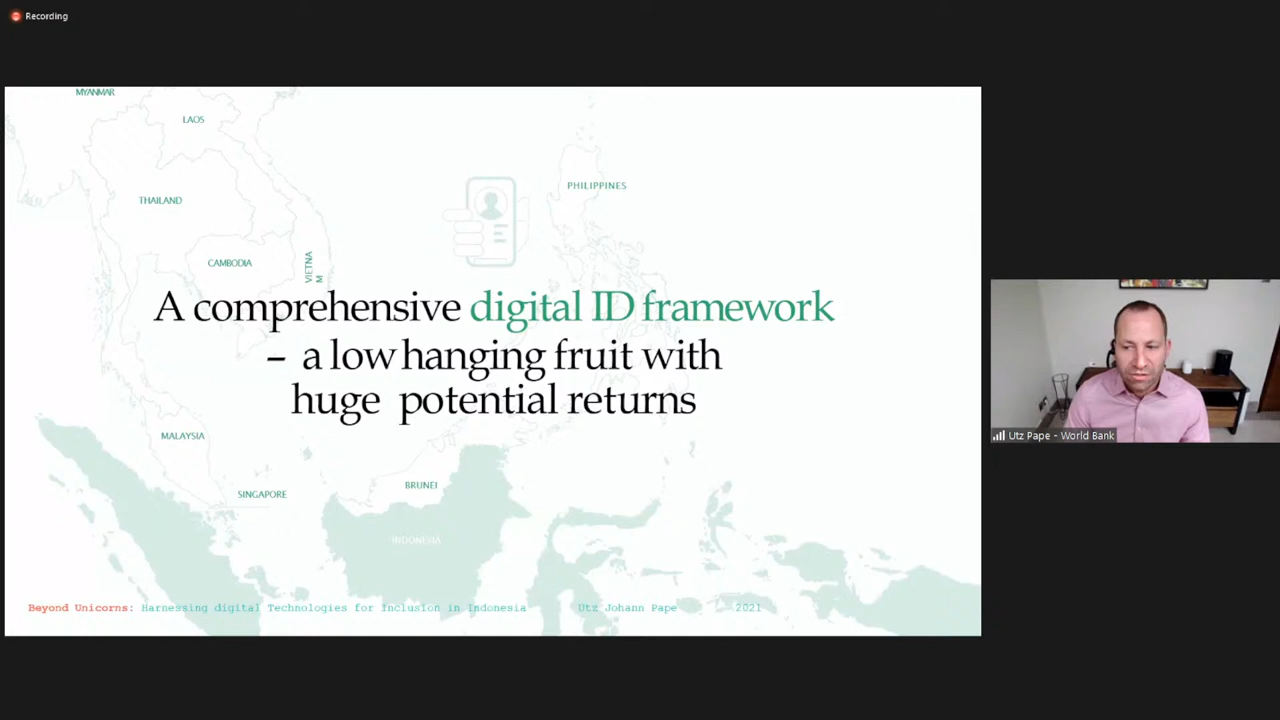 Recording
MYANMAR
LAOS
PHILIPPINES
THAILAND
CAMBODIA
VIETNA
M
A comprehensive digital ID framework
– a low hanging fruit with
huge potential returns
MALAYSIA
BRUNEI
SINGAPORE
INDONESIA
Utz Pape - World Bank
Beyond Unicorns: Harnessing digital Technologies for Inclusion in Indonesia Utz Johann Pape 2021